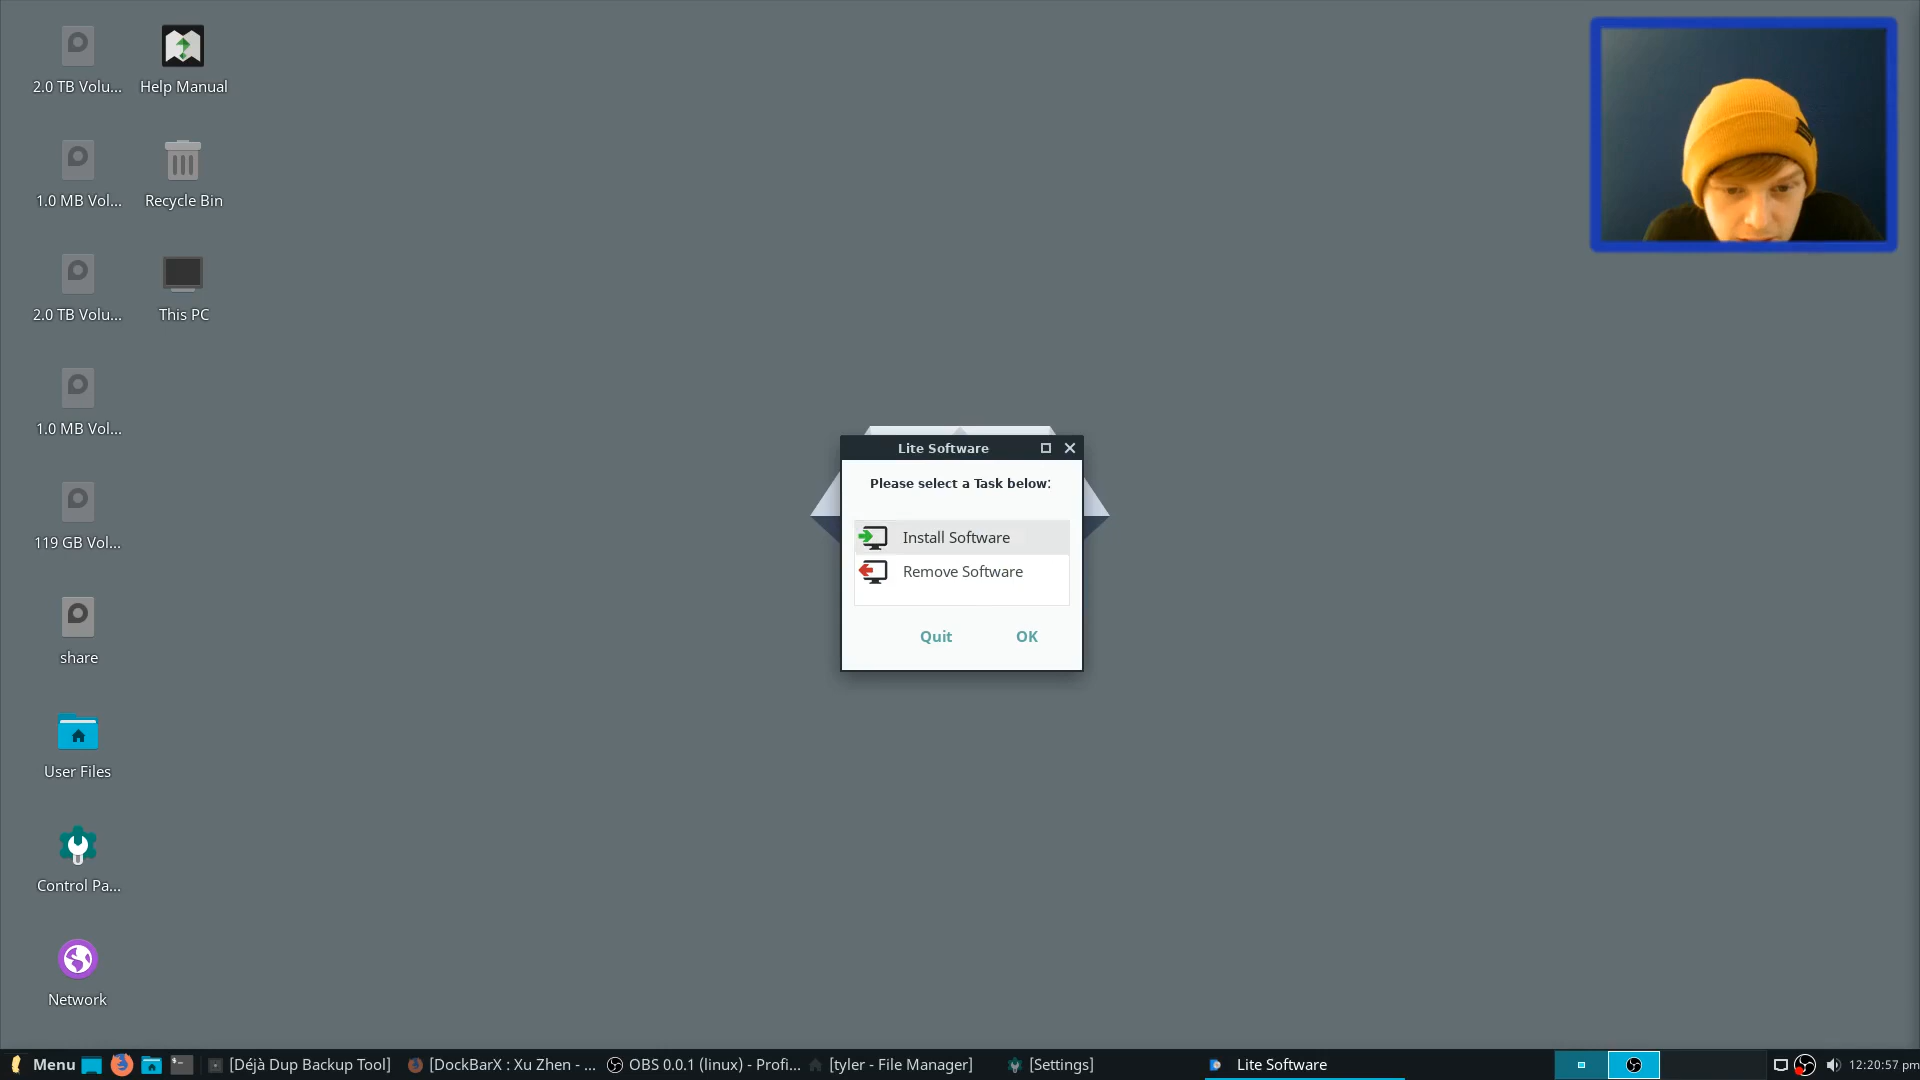 2.0 TB Volu...
Help Manual
1.0 MB Vol...
Recycle Bin
2.0 TB Volu...
This PC
1.0 MB Vol...
119 GB Vol...
share
User Files
Control Pa...
Network
Lite Software
Please select a Task below:
Install Software
Remove Software
Quit
OK
Menu
[Déjà Dup Backup Tool]
[DockBarX : Xu Zhen - ...
OBS 0.0.1 (linux) - Profi...
[tyler - File Manager]
[Settings]
Lite Software
12:20:57 pm